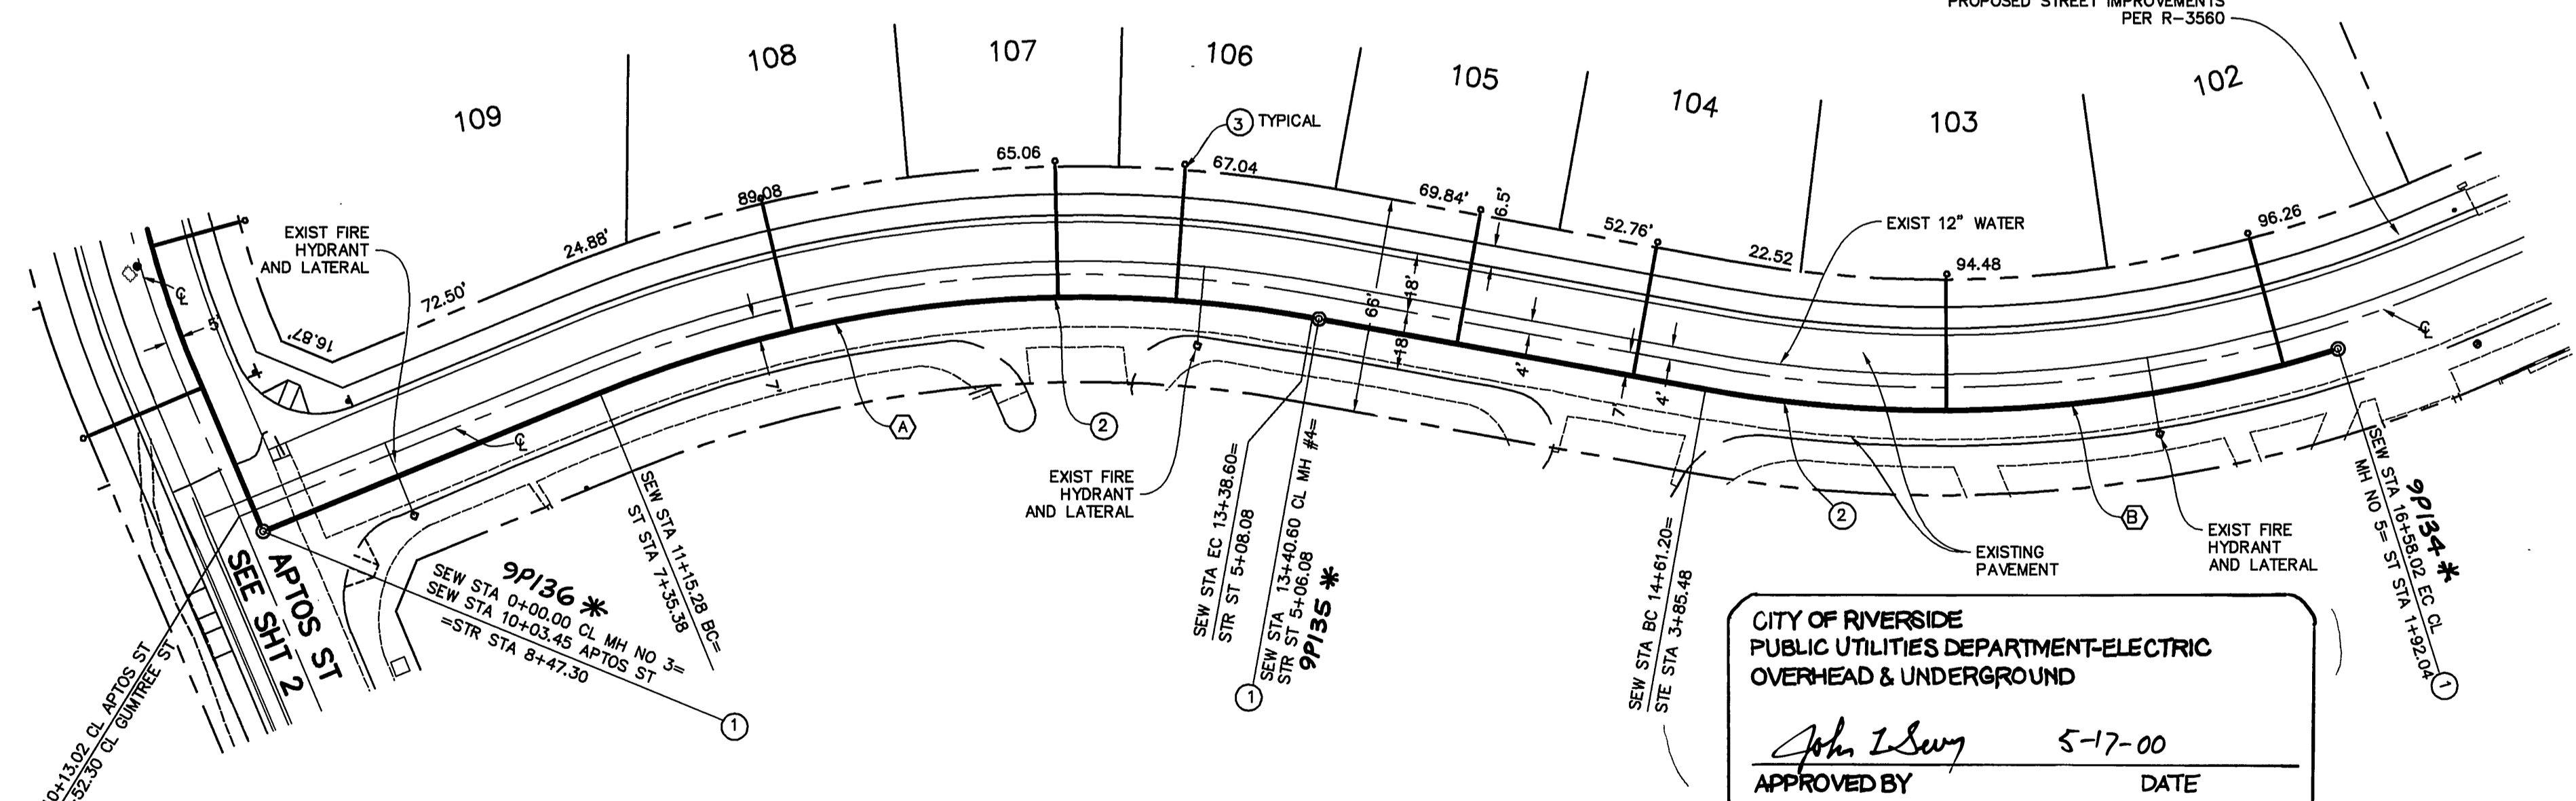 PROPOSED STREET IMPROVEMENTS
PER R-3560
109
108
107
106
105
104
103
102
3 TYPICAL
65.06
67.04
89.08
69.84'
6.5'
52.76'
22.52
94.48
96.26
24.88'
72.50'
16.87'
EXIST FIRE
HYDRANT
AND LATERAL
EXIST 12" WATER
5'
℄
℄
℄
66'
18'
18'
7'
4'
7'
4'
A
2
EXIST FIRE
HYDRANT
AND LATERAL
2
B
EXISTING
PAVEMENT
EXIST FIRE
HYDRANT
AND LATERAL
APTOS ST
SEE SHT 2
0+13.02 CL APTOS ST
52.30 CL GUMTREE ST
9P136 *
SEW STA 0+00.00 CL MH NO 3=
SEW STA 10+03.45 APTOS ST
=STR STA 8+47.30
1
SEW STA 11+15.28 BC=
ST STA 7+35.38
SEW STA EC 13+38.60=
STR ST 5+08.08
SEW STA 13+40.60 CL MH #4=
STR ST 5+06.08
9P135 *
1
SEW STA BC 14+61.20=
STE STA 3+85.48
9P134 *
SEW STA 16+58.02 EC CL
MH NO 5= ST STA 1+92.04
1
CITY OF RIVERSIDE
PUBLIC UTILITIES DEPARTMENT-ELECTRIC
OVERHEAD & UNDERGROUND
5-17-00
APPROVED BY DATE